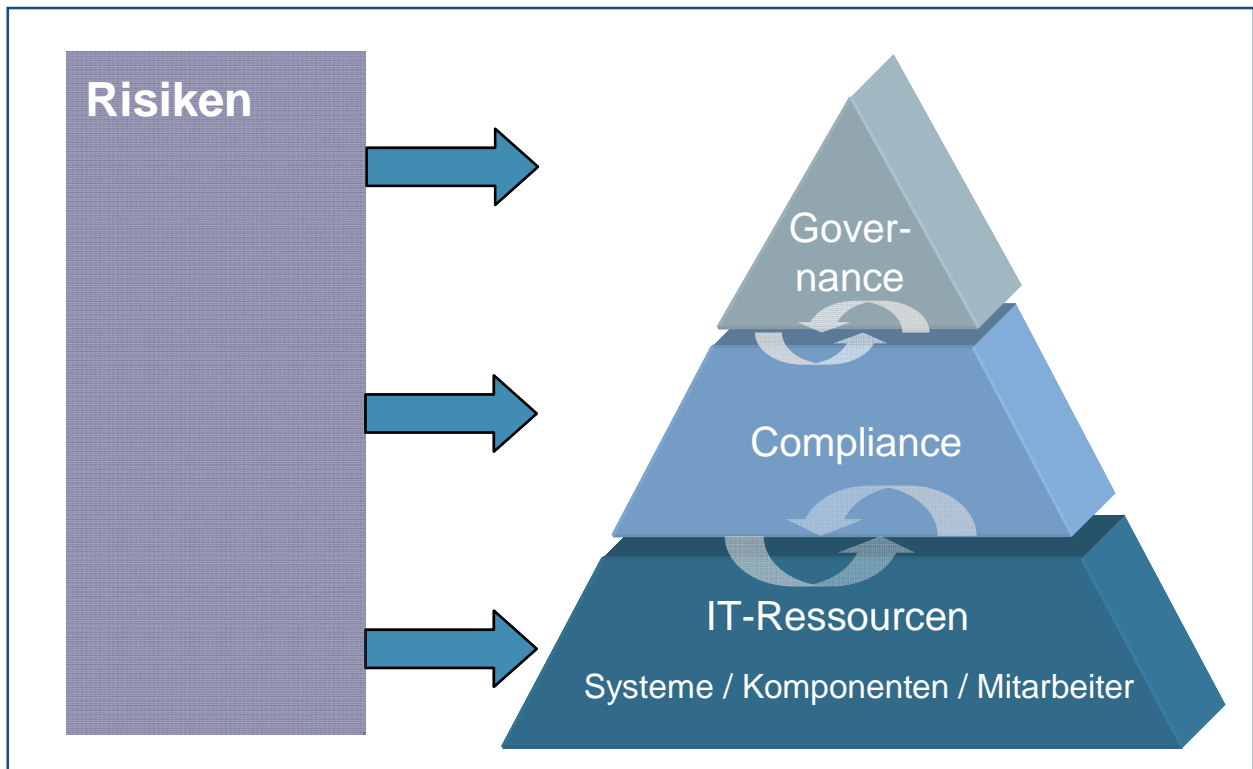 Risiken
Gover-
nance
Compliance
IT-Ressourcen
Systeme / Komponenten / Mitarbeiter